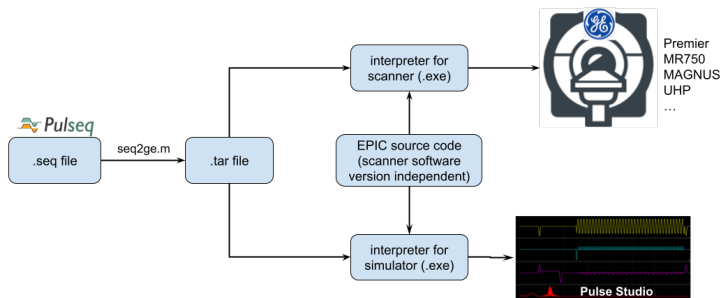 interpreter for
scanner (.exe)
Premier
MR750
MAGNUS
UHP
...
Pulseq
.seq file
seq2ge.m
.tar file
EPIC source code
(scanner software
version independent)
interpreter for
simulator (.exe)
Pulse Studio
GE